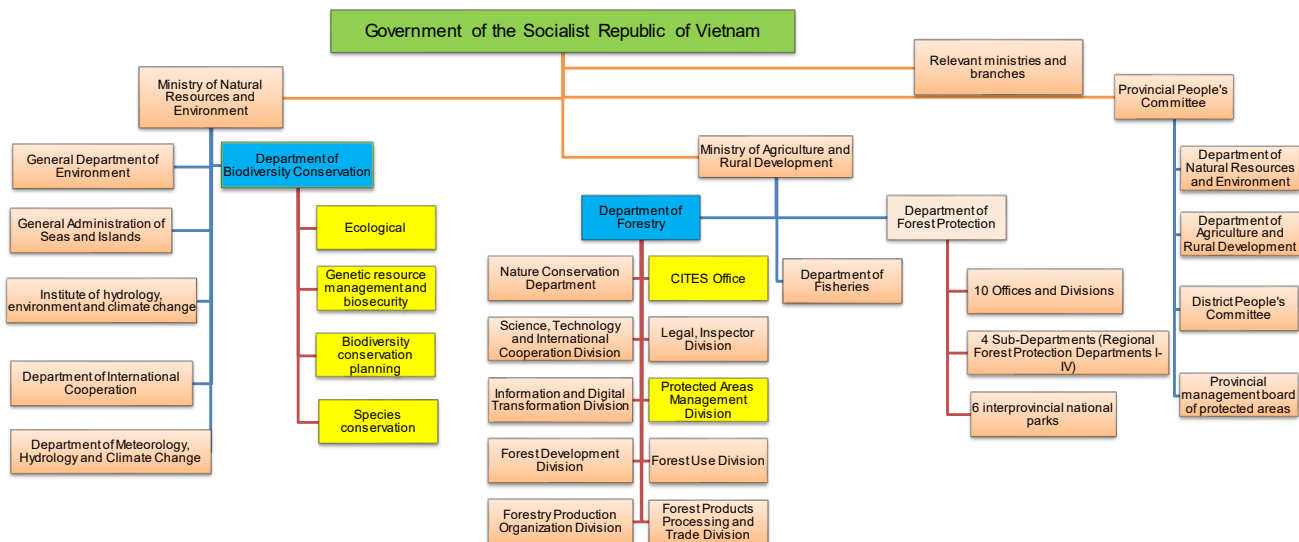 Government of the Socialist Republic of Vietnam
Relevant ministries and
branches
Ministry of Natural
Resources and
Environment
Provincial People's
Committee
General Department of
Environment
Department of
Biodiversity Conservation
Ministry of Agriculture and
Rural Development
Department of
Natural Resources
and Environment
General Administration of
Seas and Islands
Ecological
Department of
Forestry
Department of
Forest Protection
Department of
Agriculture
and Rural Development
Institute of hydrology,
environment and climate change
Genetic resource
management and
biosecurity
Nature Conservation
Department
CITES Office
Department of
Fisheries
10 Offices and Divisions
District People's
Committee
Biodiversity
conservation
planning
Science, Technology
and International
Cooperation Division
Legal, Inspector
Division
4 Sub-Departments (Regional
Forest Protection Departments I-
IV)
Department of International
Cooperation
Information and Digital
Transformation Division
Protected Areas
Management
Division
6 interprovincial national
parks
Provincial
management board
of protected areas
Species
conservation
Department of Meteorology,
Hydrology and Climate Change
Forest Development
Division
Forest Use Division
Forestry Production
Organization Division
Forest Products
Processing and
Trade Division